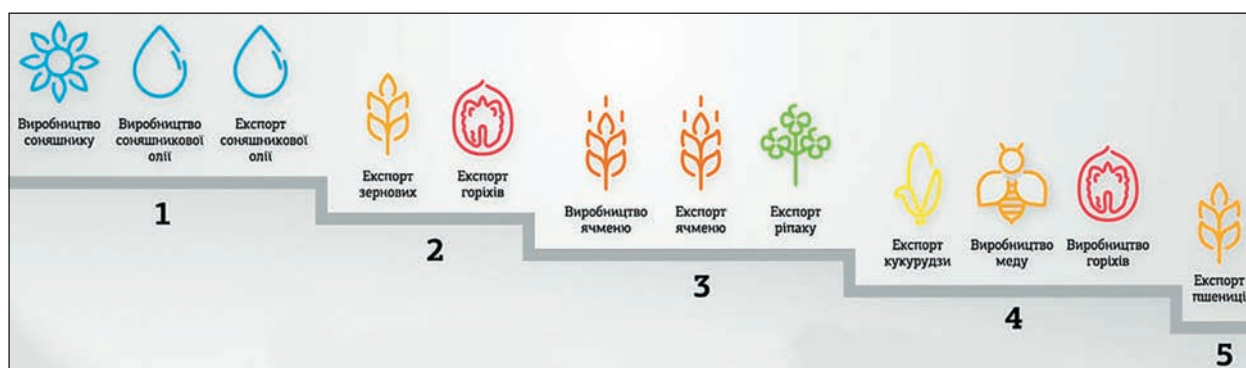 Виробництво
соняшнику
Виробництво
соняшникової
олії
Експорт
соняшникової
олії
1
Експорт
зернових
Експорт
горіхів
2
Виробництво
ячменю
Експорт
ячменю
Експорт
ріпаку
3
Експорт
кукурудзи
Виробництво
меду
Виробництво
горіхів
4
Експорт
пшениці
5